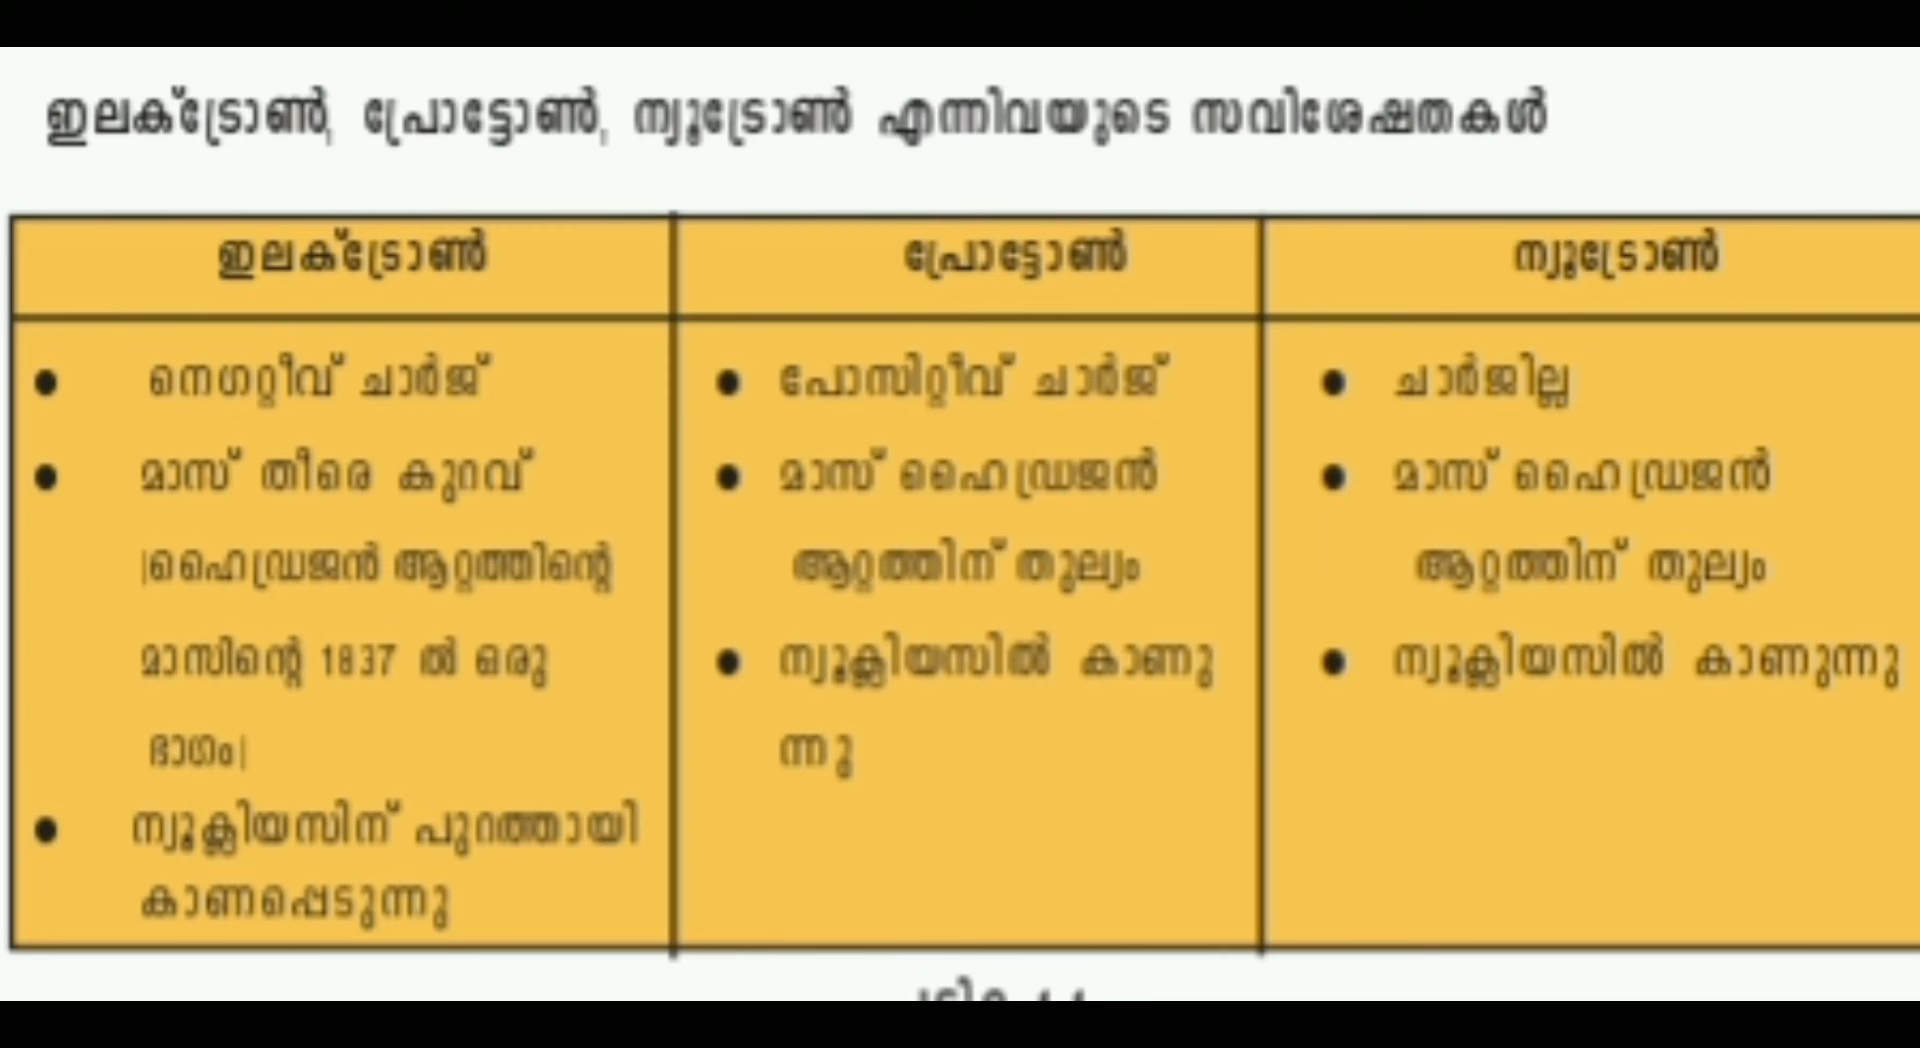 ഇലക്ട്രോൺ, പ്രോട്ടോൺ, ന്യൂട്രോൺ എന്നിവയുടെ സവിശേഷതകൾ
ഇലക്ട്രോൺ
നെഗറ്റീവ് ചാർജ്
മാസ് തീരെ കുറവ്
(ഹൈഡ്രജൻ ആറ്റത്തിന്റെ
മാസിന്റെ 1837 ൽ ഒരു
ഭാഗം)
ന്യൂക്ലിയസിന് പുറത്തായി
കാണപ്പെടുന്നു
പ്രോട്ടോൺ
പോസിറ്റീവ് ചാർജ്
മാസ് ഹൈഡ്രജൻ
ആറ്റത്തിന് തുല്യം
ന്യൂക്ലിയസിൽ കാണു
ന്നു
ന്യൂട്രോൺ
ചാർജില്ല
മാസ് ഹൈഡ്രജൻ
ആറ്റത്തിന് തുല്യം
ന്യൂക്ലിയസിൽ കാണുന്നു